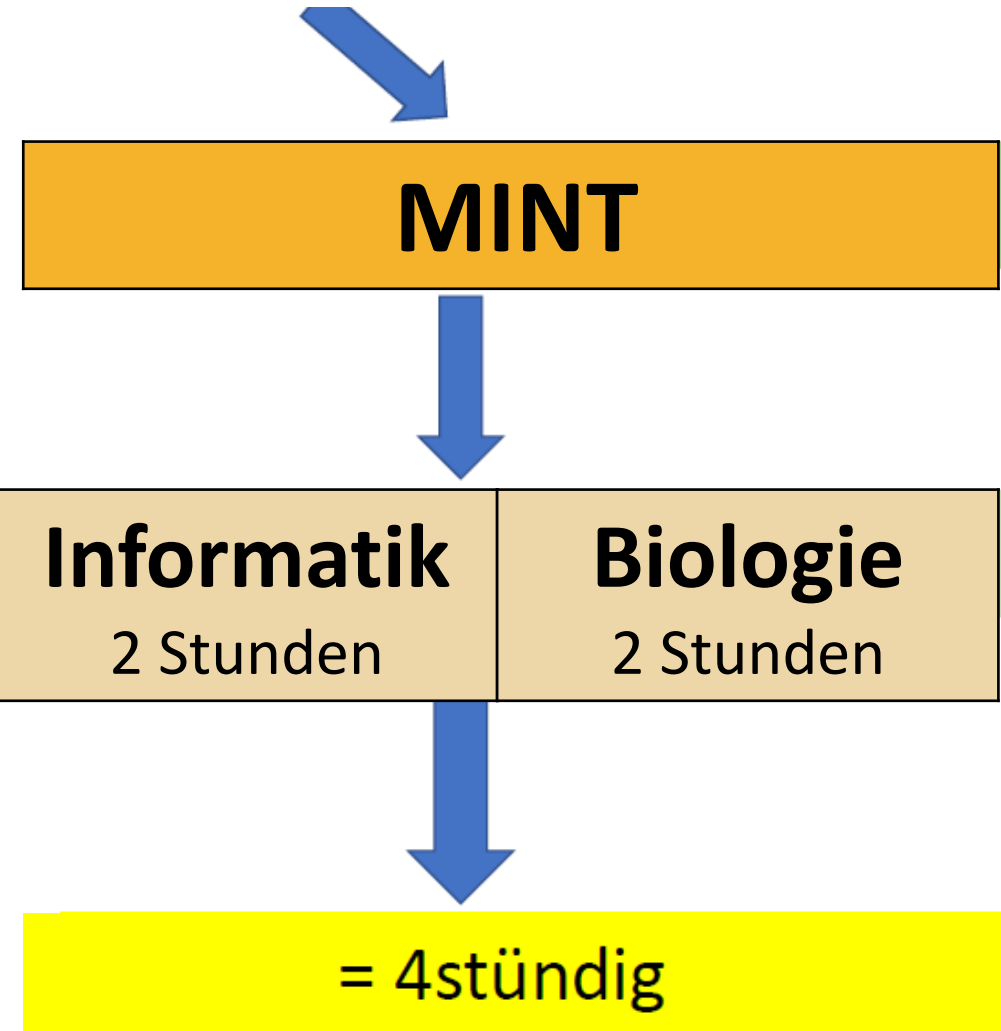 MINT
Informatik
2 Stunden
Biologie
2 Stunden
= 4stündig